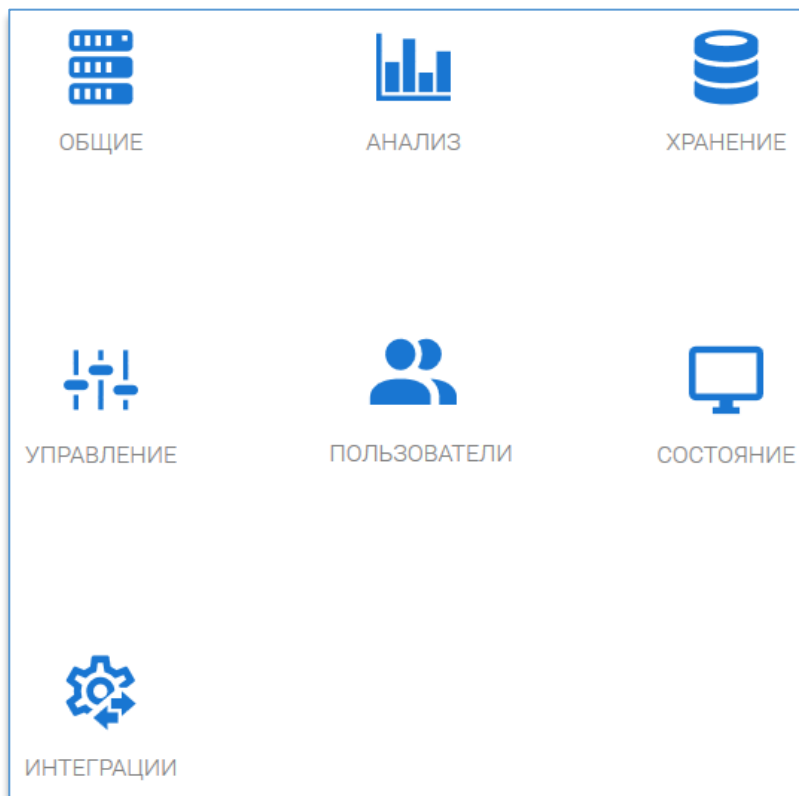 ОБЩИЕ
АНАЛИЗ
ХРАНЕНИЕ
УПРАВЛЕНИЕ
ПОЛЬЗОВАТЕЛИ
СОСТОЯНИЕ
ИНТЕГРАЦИИ